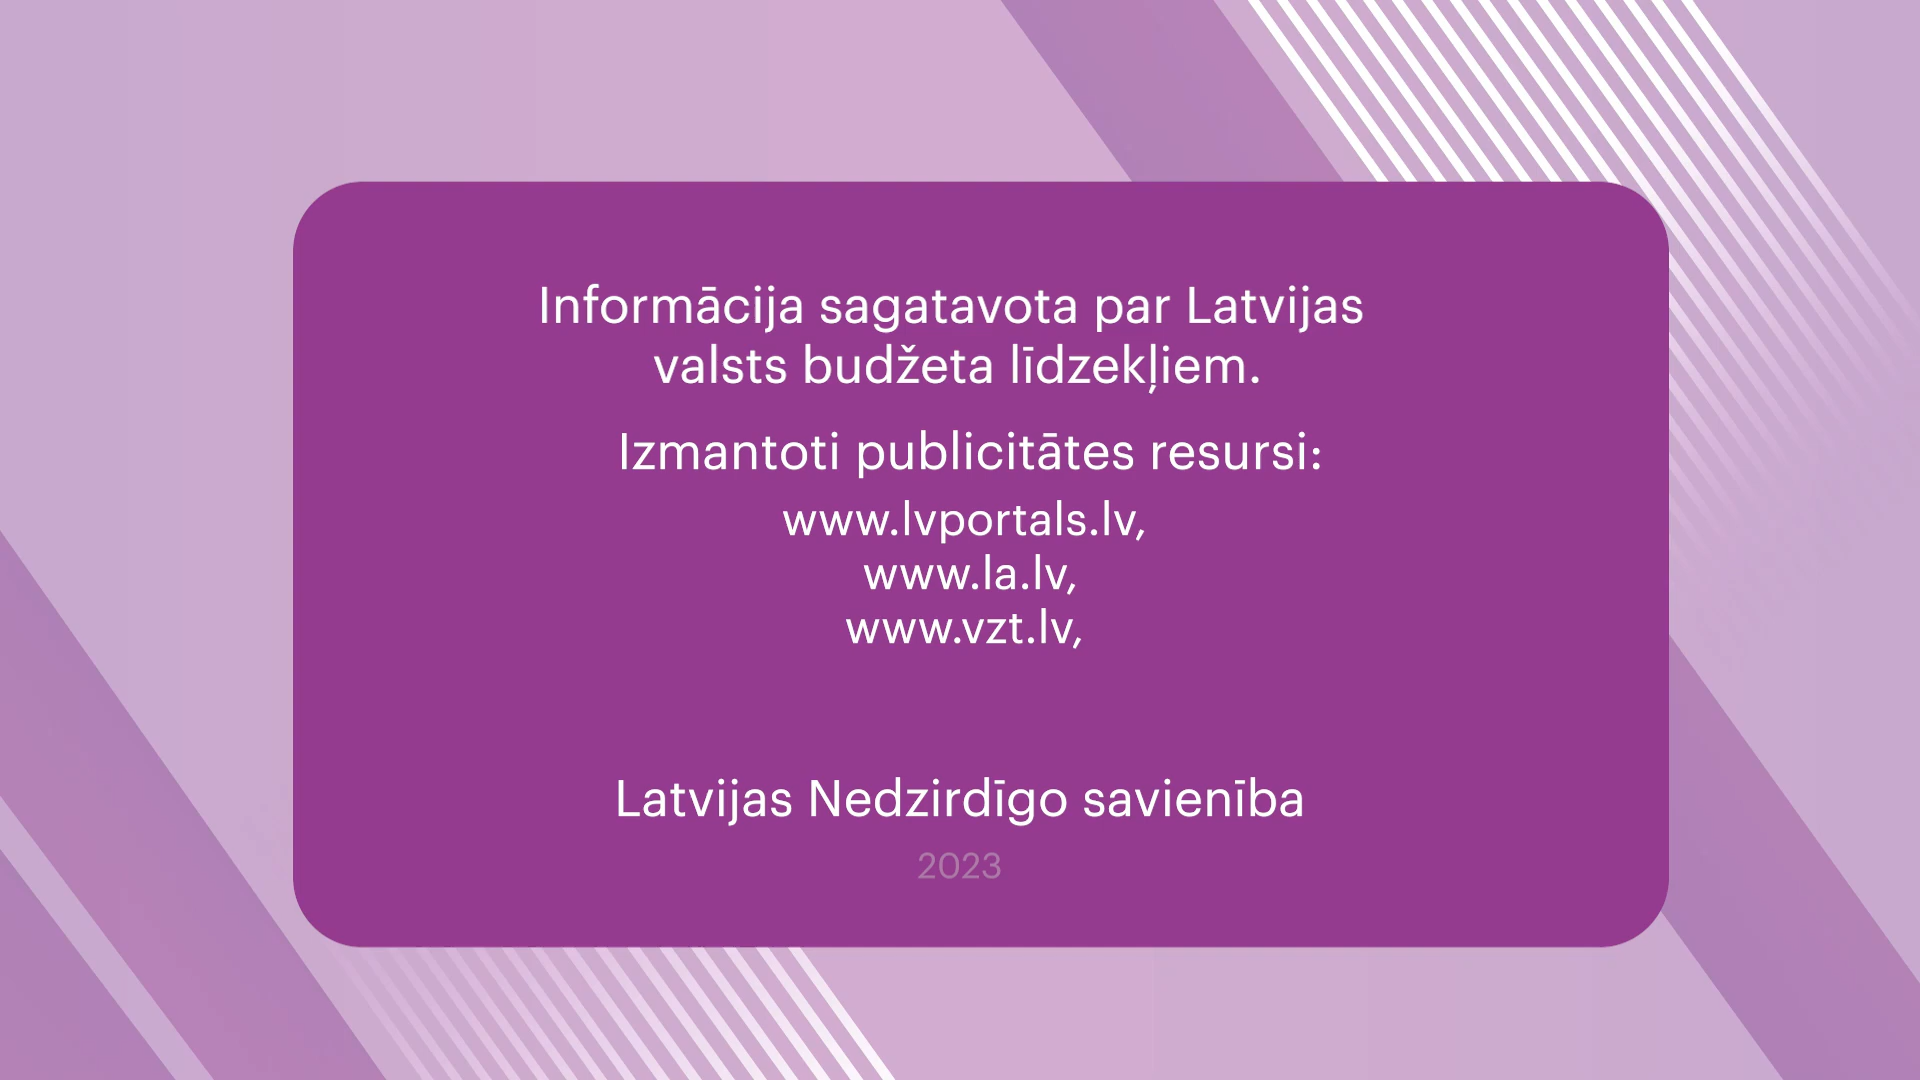 Informācija sagatavota par Latvijas
valsts budžeta līdzekļiem.
Izmantoti publicitātes resursi:
www.lvportals.lv,
www.la.lv,
www.vzt.lv,
Latvijas Nedzirdīgo savienība
2023